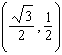 (√3/2, 1/2)